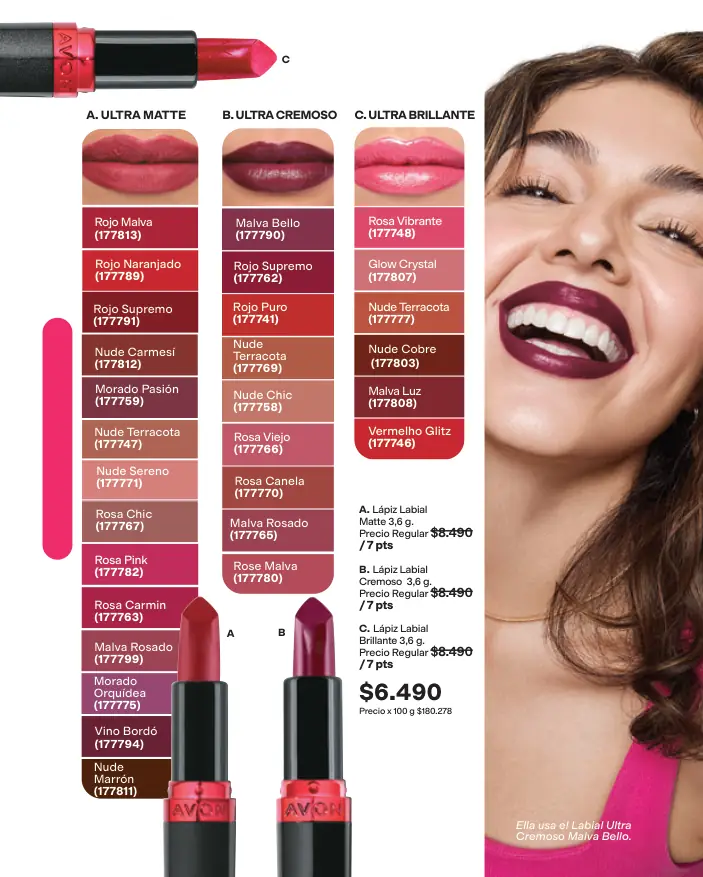 AVON
C
A. ULTRA MATTE
Rojo Malva
(177813)
Rojo Naranjado
(177789)
Rojo Supremo
(177791)
Nude Carmesí
(177812)
Morado Pasión
(177759)
Nude Terracota
(177747)
Nude Sereno
(177771)
Rosa Chic
(177767)
Rosa Pink
(177782)
Rosa Carmin
(177763)
Malva Rosado
(177799)
Morado
Orquídea
(177775)
Vino Bordó
(177794)
Nude
Marrón
(177811)
B. ULTRA CREMOSO
Malva Bello
(177790)
Rojo Supremo
(177762)
Rojo Puro
(177741)
Nude
Terracota
(177769)
Nude Chic
(177758)
Rosa Viejo
(177766)
Rosa Canela
(177770)
Malva Rosado
(177765)
Rose Malva
(177780)
C. ULTRA BRILLANTE
Rosa Vibrante
(177748)
Glow Crystal
(177807)
Nude Terracota
(177777)
Nude Cobre
(177803)
Malva Luz
(177808)
Vermelho Glitz
(177746)
A. Lápiz Labial
Matte 3,6 g.
Precio Regular $8.490
/ 7 pts
B. Lápiz Labial
Cremoso 3,6 g.
Precio Regular $8.490
/ 7 pts
C. Lápiz Labial
Brillante 3,6 g.
Precio Regular $8.490
/ 7 pts
$6.490
Precio x 100 g $180.278
A
B
AVON
AVON
Ella usa el Labial Ultra
Cremoso Malva Bello.